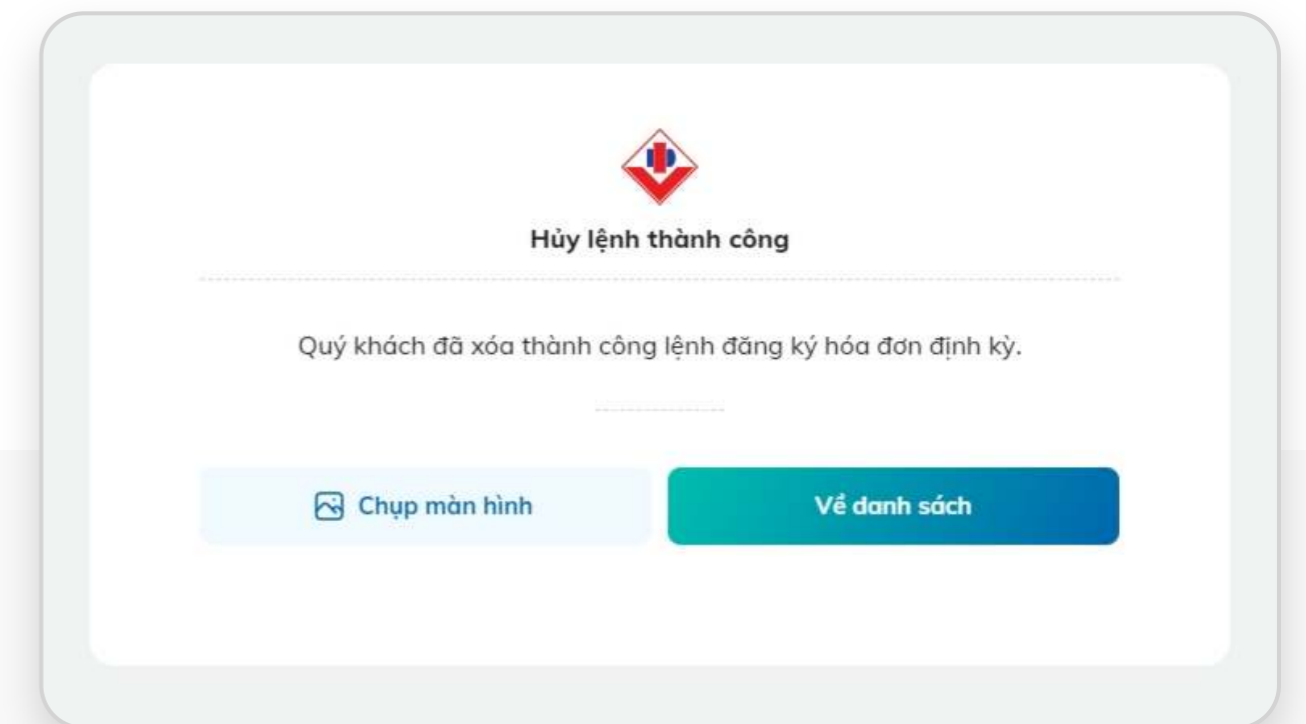 Hủy lệnh thành công
Quý khách đã xóa thành công lệnh đăng ký hóa đơn định kỳ.
Chụp màn hình
Về danh sách